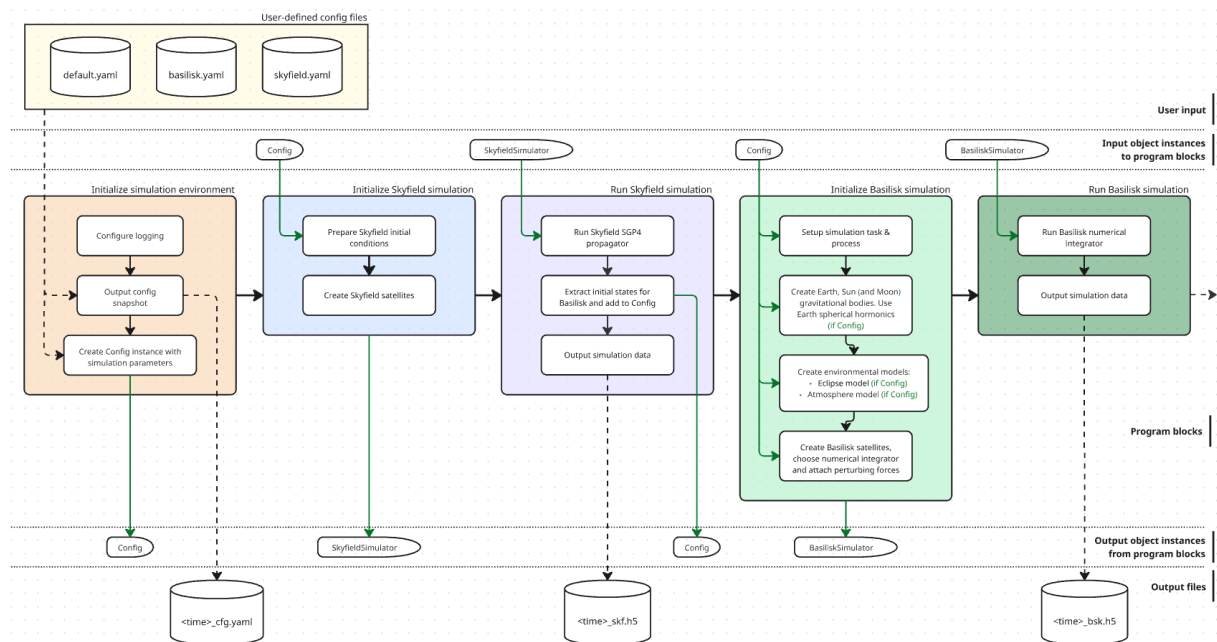 User-defined config files
default.yaml
basilisk.yaml
skyfield.yaml
User input
Config
SkyfieldSimulator
Config
BasiliskSimulator
Input object instances
to program blocks
Initialize simulation environment
Configure logging
Output config
snapshot
Create Config instance with
simulation parameters
Initialize Skyfield simulation
Prepare Skyfield initial
conditions
Create Skyfield satellites
Run Skyfield simulation
Run Skyfield SGP4
propagator
Extract initial states for
Basilisk and add to Config
Output simulation data
Initialize Basilisk simulation
Setup simulation task &
process
Create Earth, Sun (and Moon)
gravitational bodies. Use
Earth spherical hormonics
(if Config)
Create environmental models:
• Eclipse model (if Config)
• Atmosphere model (if Config)
Create Basilisk satellites,
choose numerical integrator
and attach perturbing forces
Run Basilisk simulation
Run Basilisk numerical
integrator
Output simulation data
Program blocks
Config
SkyfieldSimulator
Config
BasiliskSimulator
Output object instances
from program blocks
Output files
<time>_cfg.yaml
<time>_skf.h5
<time>_bsk.h5